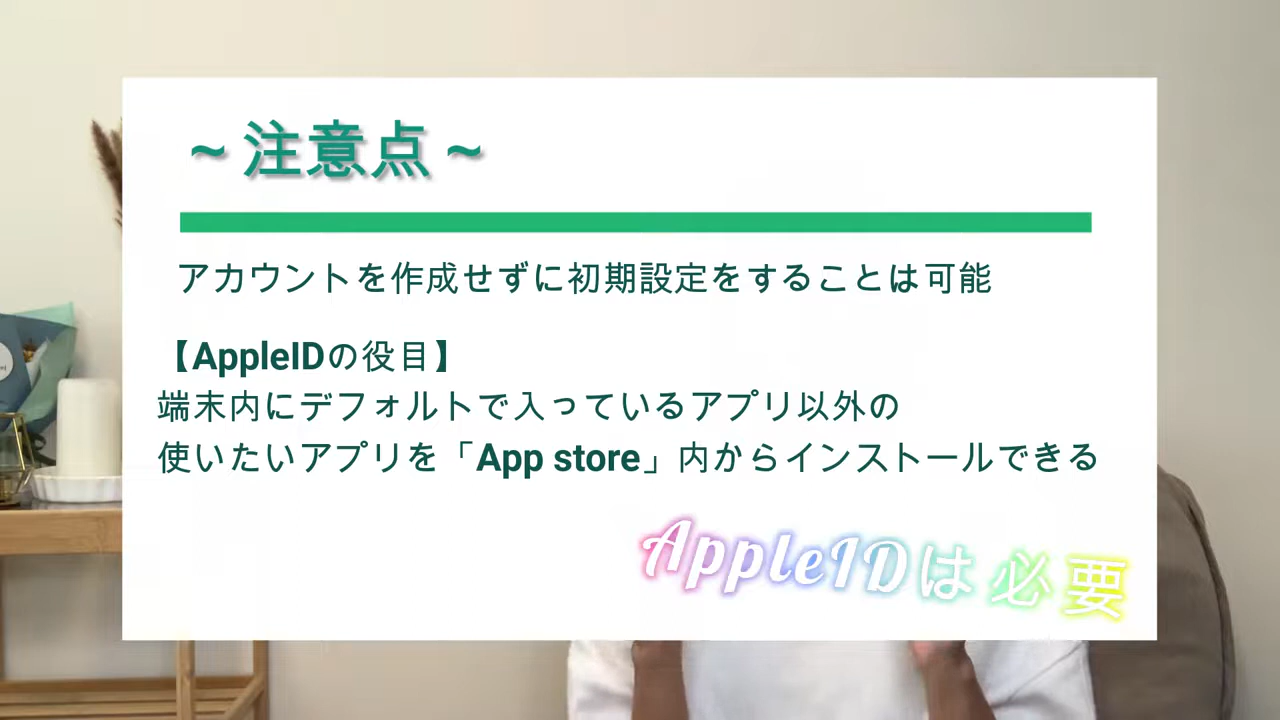 ~ 注意点 ~
アカウントを作成せずに初期設定をすることは可能
【AppleIDの役目】
端末内にデフォルトで入っているアプリ以外の
使いたいアプリを「App store」内からインストールできる
AppleIDは必要